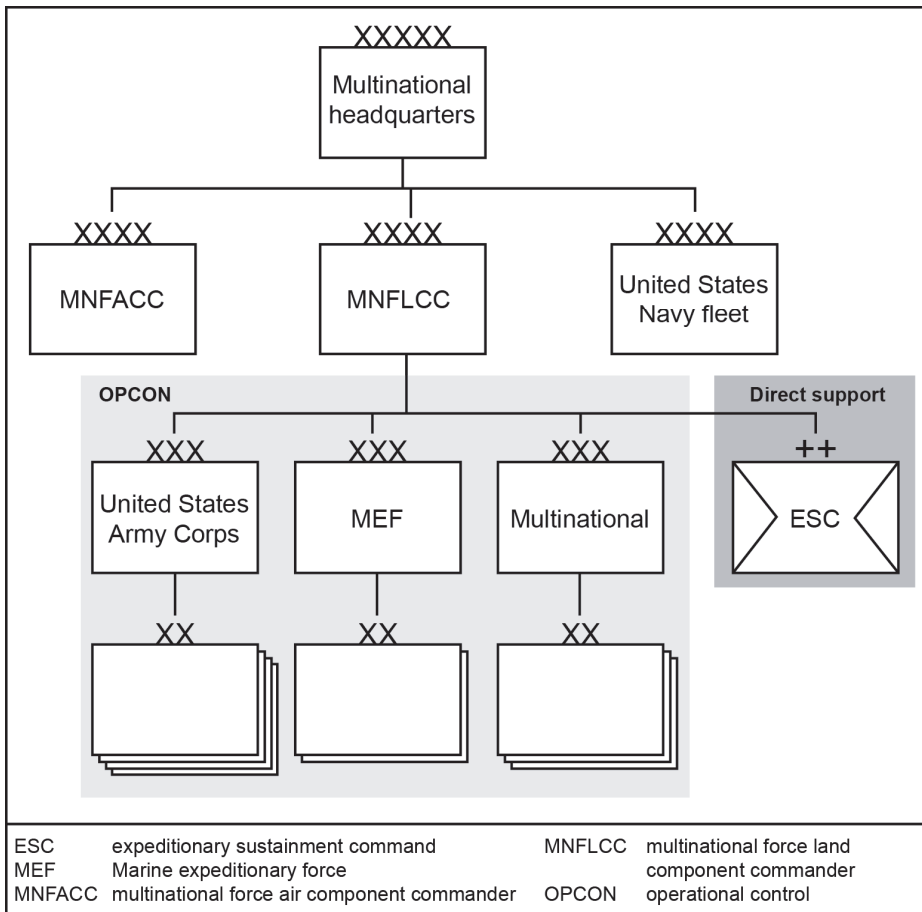 XXXXX
Multinational
headquarters
XXXX
MNFACC
XXXX
MNFLCC
XXXX
United States
Navy fleet
OPCON
Direct support
XXX
United States
Army Corps
XXX
MEF
XXX
Multinational
++
ESC
XX
XX
XX
ESC expeditionary sustainment command
MEF Marine expeditionary force
MNFACC multinational force air component commander
MNFLCC multinational force land
component commander
OPCON operational control